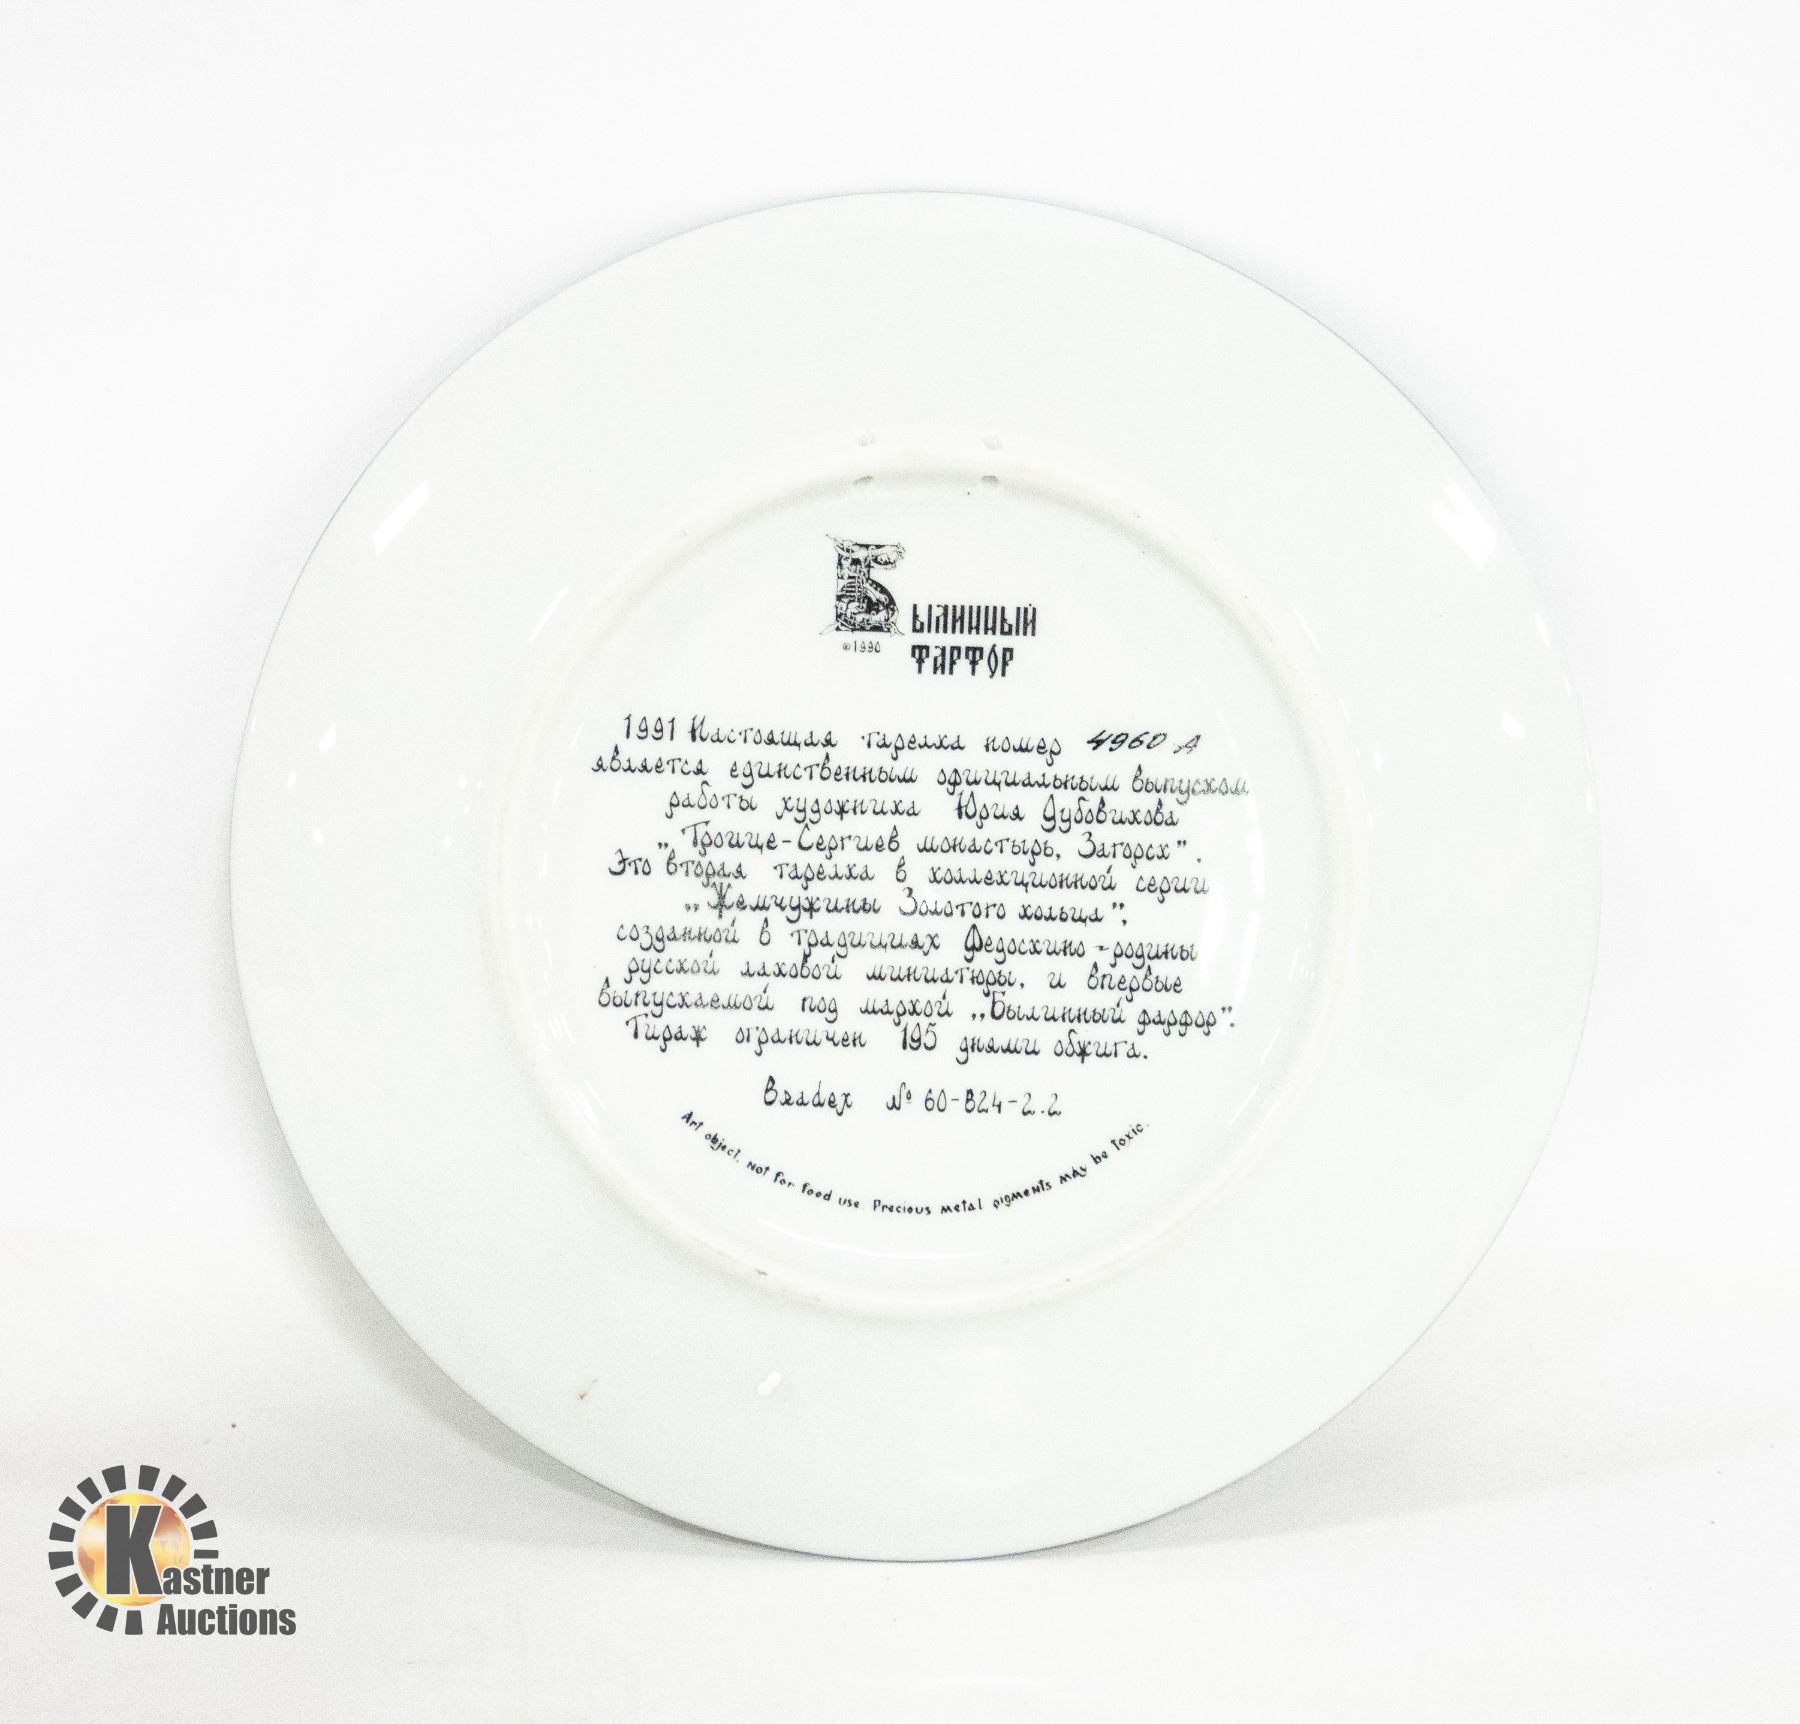 Былинный
фарфор
©1990
1991 Настоящая тарелка номер 4960 A
является единственным официальным выпуском
работы художника Юрия Дубовикова
„Троице-Сергиев монастырь, Загорск”.
Это вторая тарелка в коллекционной серии
„Жемчужины Золотого кольца”,
созданной в традициях Федоскино-родины
русской лаковой миниатюры, и впервые
выпускаемой под маркой „Былинный фарфор”.
Тираж ограничен 195 днями обжига.
Bradex № 60-B24-2.2
Art object. Not for food use. Precious metal pigments may be toxic.
Kastner
Auctions